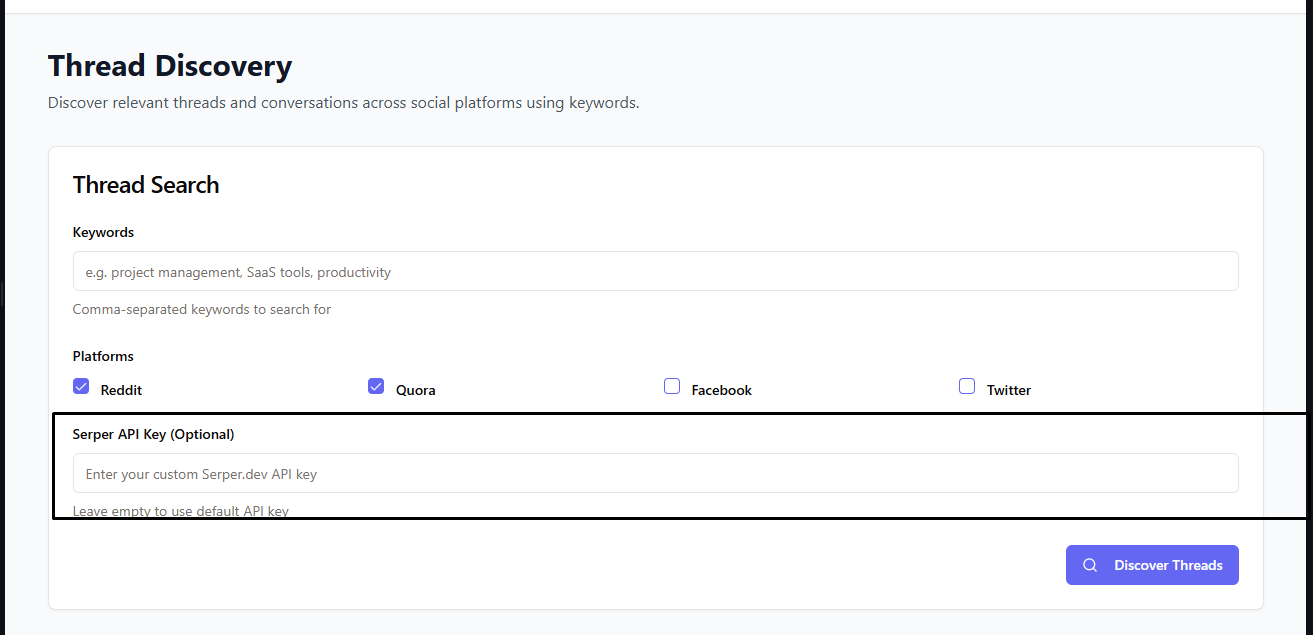 Thread Discovery
Discover relevant threads and conversations across social platforms using keywords.
Thread Search
Keywords
e.g. project management, SaaS tools, productivity
Comma-separated keywords to search for
Platforms
Reddit Quora Facebook Twitter
Serper API Key (Optional)
Enter your custom Serper.dev API key
Leave empty to use default API key
Discover Threads